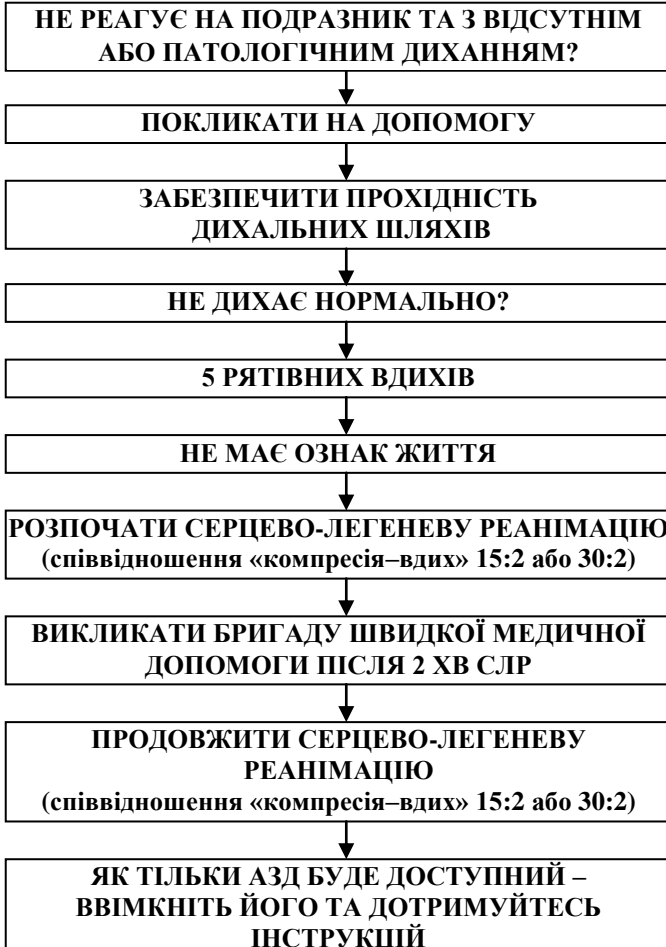 НЕ РЕАГУЄ НА ПОДРАЗНИК ТА З ВІДСУТНІМ
АБО ПАТОЛОГІЧНИМ ДИХАННЯМ?
ПОКЛИКАТИ НА ДОПОМОГУ
ЗАБЕЗПЕЧИТИ ПРОХІДНІСТЬ
ДИХАЛЬНИХ ШЛЯХІВ
НЕ ДИХАЄ НОРМАЛЬНО?
5 РЯТІВНИХ ВДИХІВ
НЕ МАЄ ОЗНАК ЖИТТЯ
РОЗПОЧАТИ СЕРЦЕВО-ЛЕГЕНЕВУ РЕАНІМАЦІЮ
(співвідношення «компресія–вдих» 15:2 або 30:2)
ВИКЛИКАТИ БРИГАДУ ШВИДКОЇ МЕДИЧНОЇ
ДОПОМОГИ ПІСЛЯ 2 ХВ СЛР
ПРОДОВЖИТИ СЕРЦЕВО-ЛЕГЕНЕВУ
РЕАНІМАЦІЮ
(співвідношення «компресія–вдих» 15:2 або 30:2)
ЯК ТІЛЬКИ АЗД БУДЕ ДОСТУПНИЙ –
ВВІМКНІТЬ ЙОГО ТА ДОТРИМУЙТЕСЬ
ІНСТРУКЦІЙ